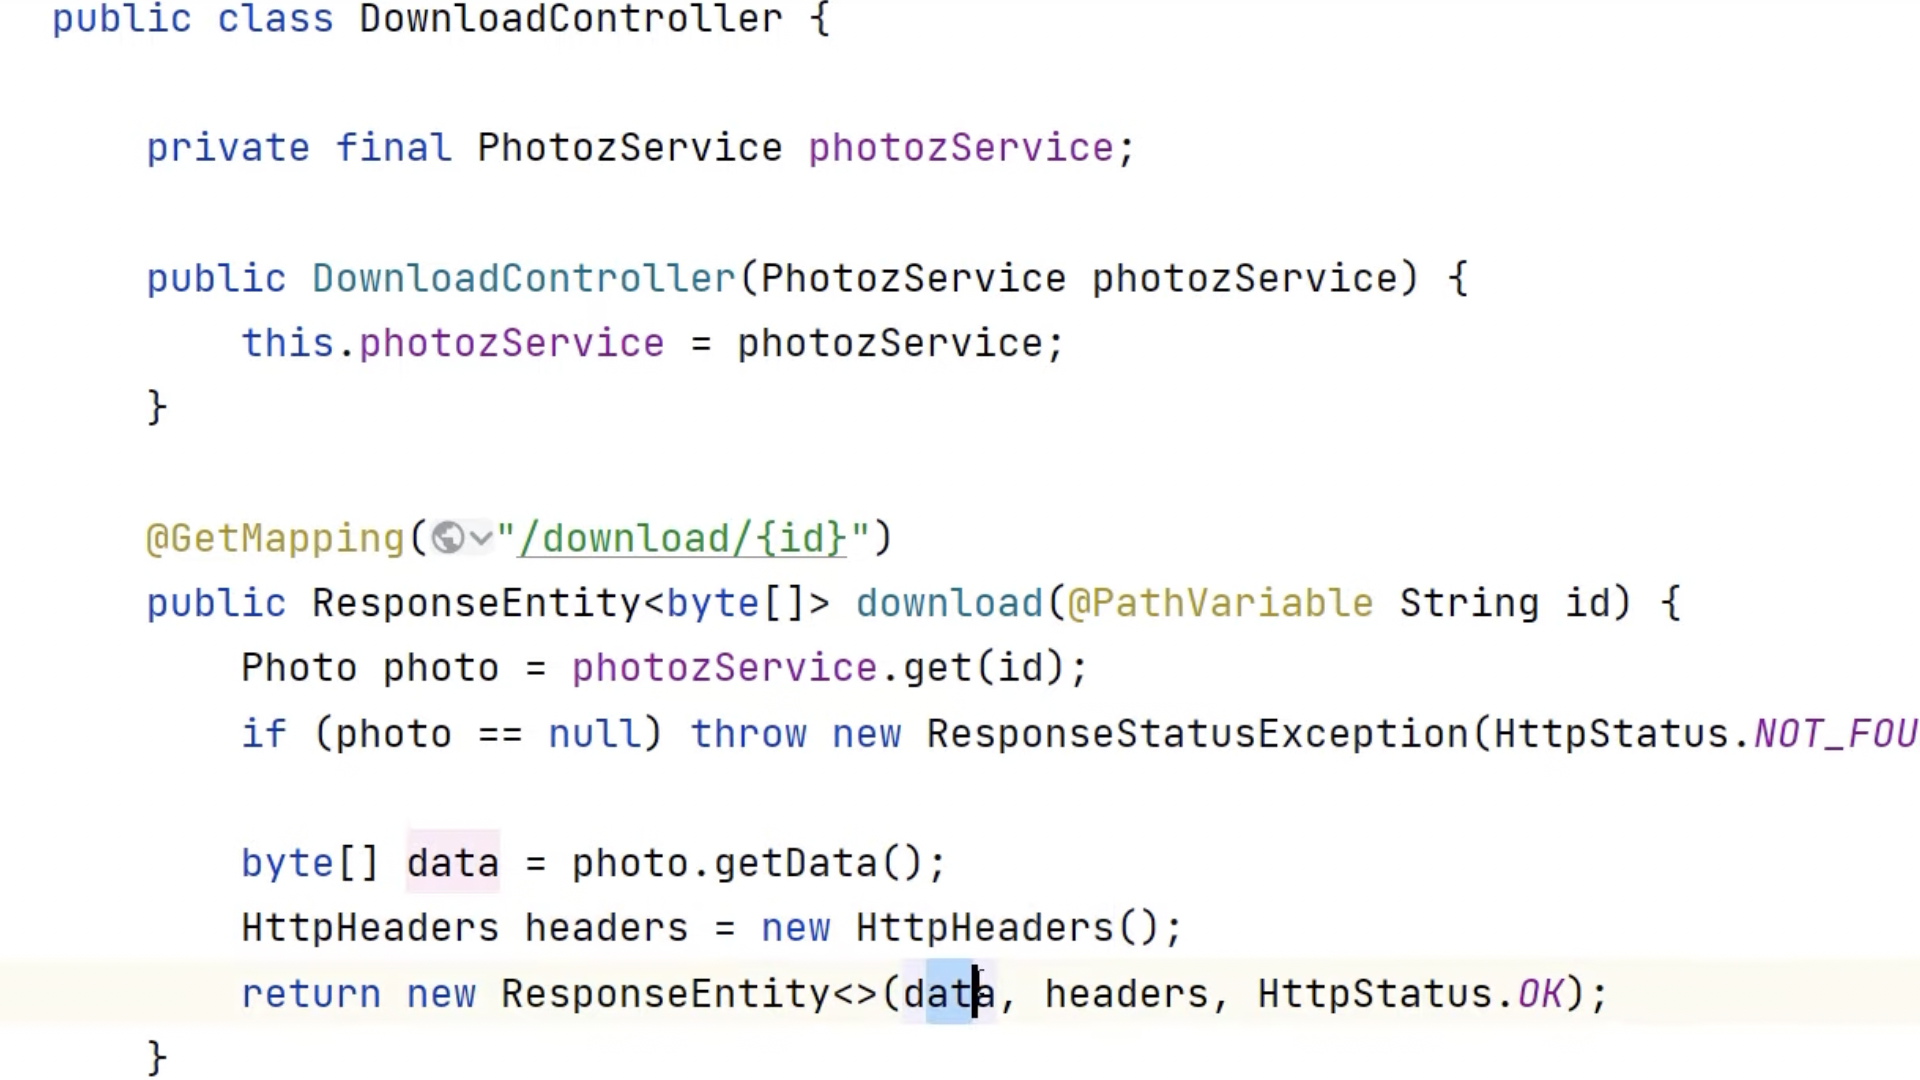 public class DownloadController {
private final PhotozService photozService;
public DownloadController(PhotozService photozService) {
this.photozService = photozService;
}
@GetMapping("/download/{id}")
public ResponseEntity<byte[]> download(@PathVariable String id) {
Photo photo = photozService.get(id);
if (photo == null) throw new ResponseStatusException(HttpStatus.NOT_FOU
byte[] data = photo.getData();
HttpHeaders headers = new HttpHeaders();
return new ResponseEntity<>(data, headers, HttpStatus.OK);
}